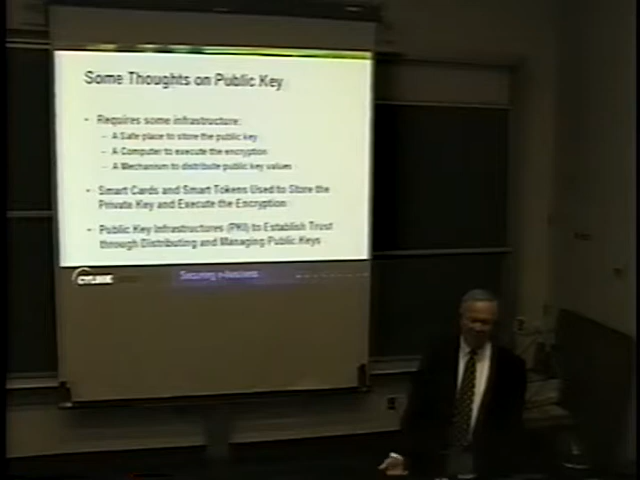 Some Thoughts on Public Key
- Requires some infrastructure:
– A Safe place to store the public key
– A Computer to execute the encryption
– A Mechanism to distribute public key values
- Smart Cards and Smart Tokens Used to Store the
Private Key and Execute the Encryption
- Public Key Infrastructures (PKI) to Establish Trust
through Distributing and Managing Public Keys
CYLINK
Securing e-business